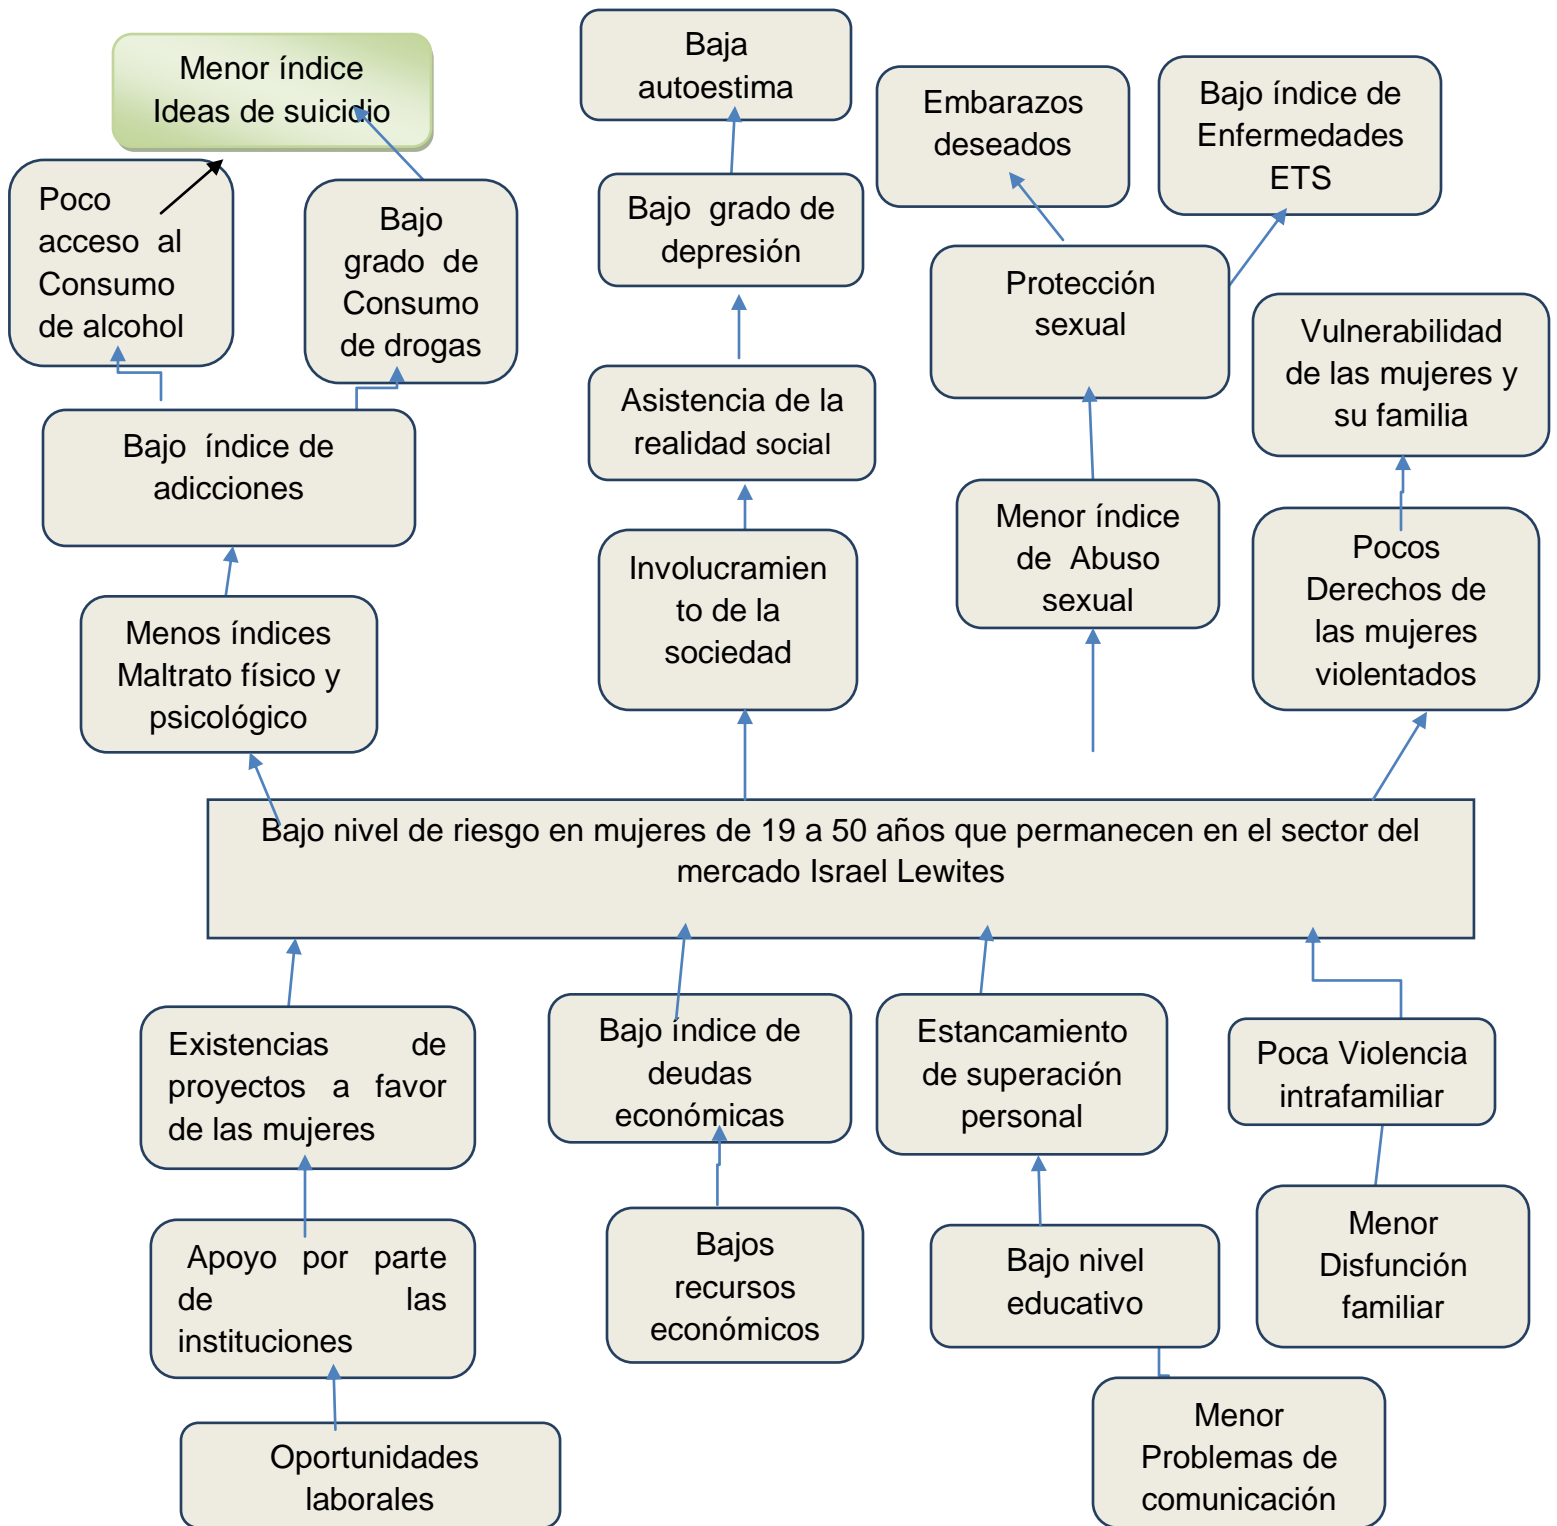 Menor índice
Ideas de suicidio
Baja
autoestima
Embarazos
deseados
Bajo índice de
Enfermedades
ETS
Poco
acceso al
Consumo
de alcohol
Bajo
grado de
Consumo
de drogas
Bajo grado de
depresión
Protección
sexual
Vulnerabilidad
de las mujeres y
su familia
Bajo índice de
adicciones
Asistencia de la
realidad social
Menor índice
de Abuso
sexual
Pocos
Derechos de
las mujeres
violentados
Menos índices
Maltrato físico y
psicológico
Involucramien
to de la
sociedad
Bajo nivel de riesgo en mujeres de 19 a 50 años que permanecen en el sector del
mercado Israel Lewites
Existencias de
proyectos a favor
de las mujeres
Bajo índice de
deudas
económicas
Estancamiento
de superación
personal
Poca Violencia
intrafamiliar
Apoyo por parte
de las
instituciones
Bajos
recursos
económicos
Bajo nivel
educativo
Menor
Disfunción
familiar
Oportunidades
laborales
Menor
Problemas de
comunicación